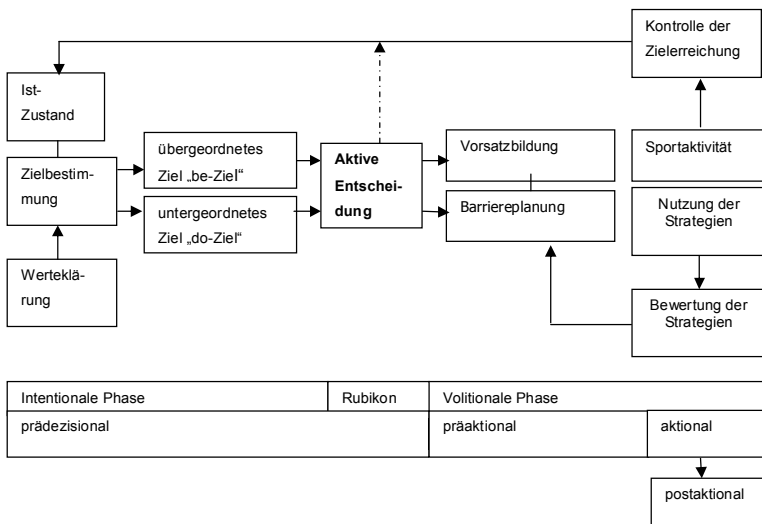 Kontrolle der
Zielerreichung
Ist-
Zustand
übergeordnetes
Ziel „be-Ziel“
Aktive
Entschei-
dung
Vorsatzbildung
Sportaktivität
Zielbestim-
mung
untergeordnetes
Ziel „do-Ziel“
Barriereplanung
Nutzung der
Strategien
Werteklä-
rung
Bewertung der
Strategien
Intentionale Phase
Rubikon
Volitionale Phase
prädezisional
präaktional
aktional
postaktional